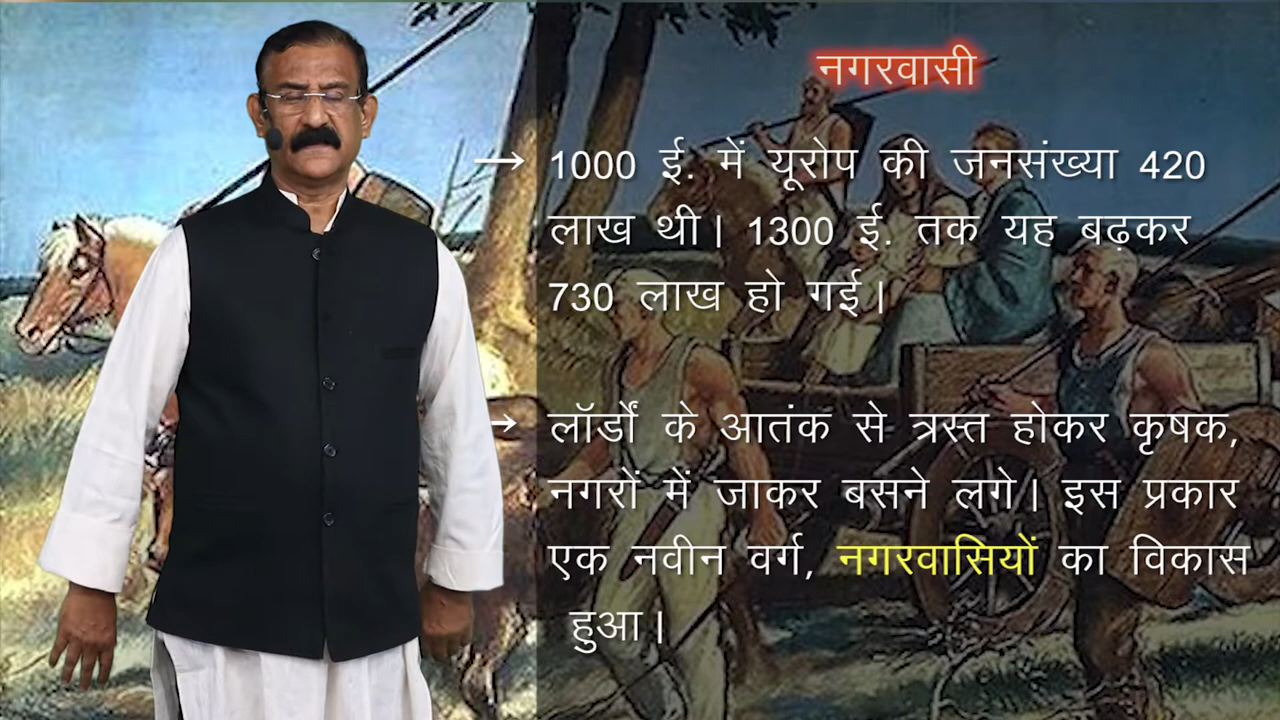 नगरवासी
→ 1000 ई. में यूरोप की जनसंख्या 420
लाख थी। 1300 ई. तक यह बढ़कर
730 लाख हो गई।
→ लॉर्डों के आतंक से त्रस्त होकर कृषक,
नगरों में जाकर बसने लगे। इस प्रकार
एक नवीन वर्ग, नगरवासियों का विकास
हुआ।